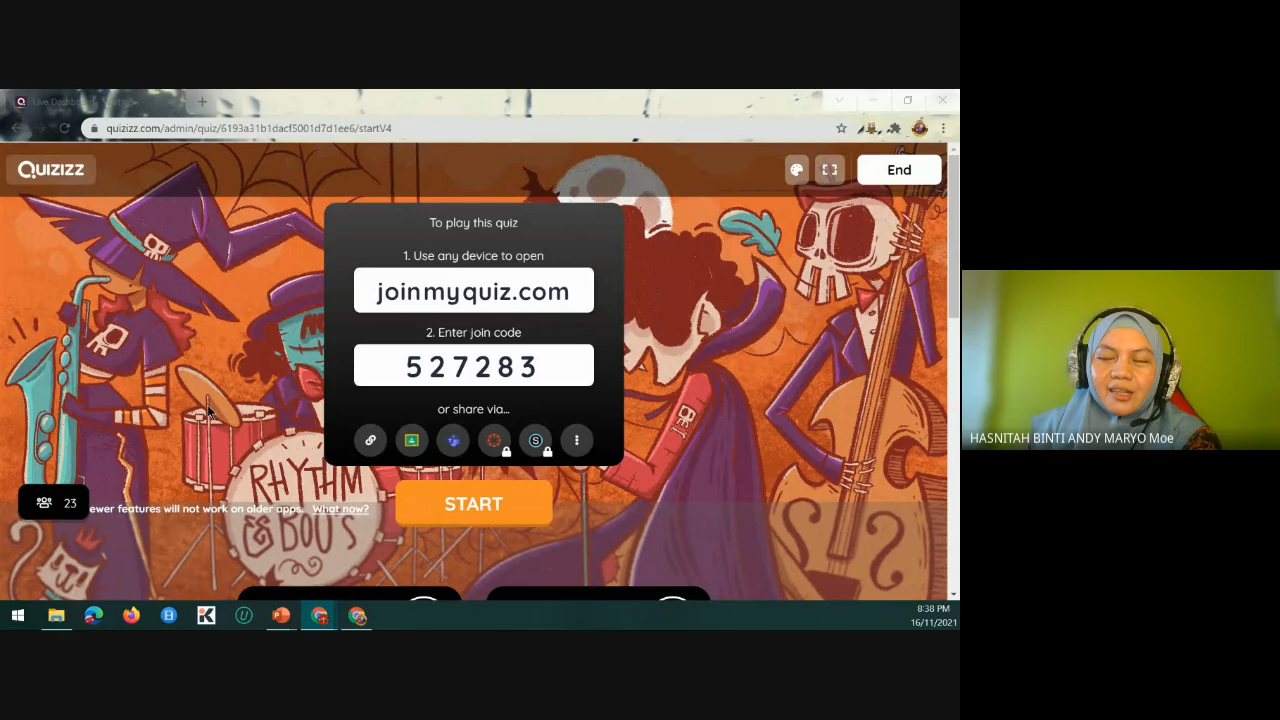 quizizz.com/admin/quiz/6193a31b1dacf5001d7d1ee6/startV4
QUIZIZZ
End
To play this quiz
1. Use any device to open
joinmyquiz.com
2. Enter join code
527283
or share via...
START
23
ewer features will not work on older apps. What now?
RHYTHM
& BOO'S
BEI
HASNITAH BINTI ANDY MARYO Moe
8:38 PM
16/11/2021